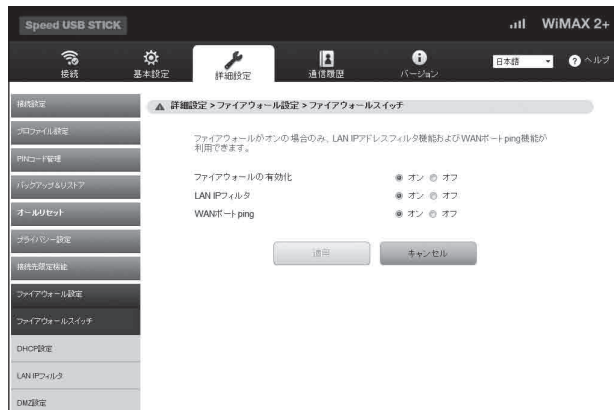 Speed USB STICK
WiMAX 2+
接続
基本設定
詳細設定
通信履歴
バージョン
日本語
ヘルプ
接続設定
プロファイル設定
PINコード管理
バックアップ&リストア
オールリセット
プライバシー設定
接続先限定機能
ファイアウォール設定
ファイアウォールスイッチ
DHCP設定
LAN IPフィルタ
DMZ設定
詳細設定 > ファイアウォール設定 > ファイアウォールスイッチ
ファイアウォールがオンの場合のみ、LAN IPアドレスフィルタ機能およびWANポートping機能が
利用できます。
ファイアウォールの有効化 オン オフ
LAN IPフィルタ オン オフ
WANポートping オン オフ
適用 キャンセル